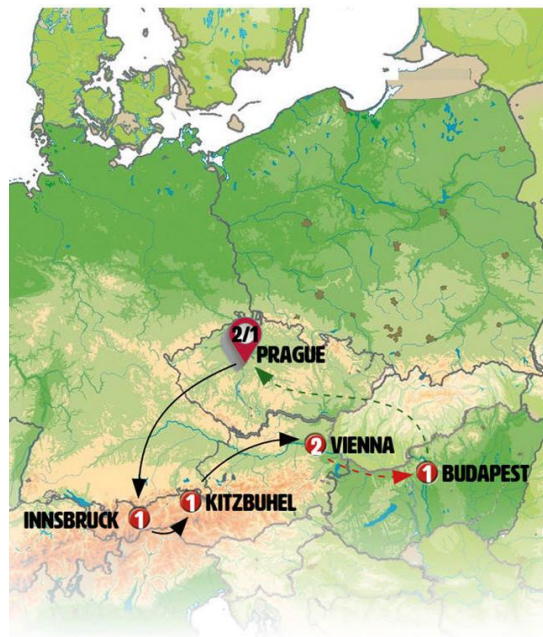 2/1
PRAGUE
2 VIENNA
1 BUDAPEST
1 KITZBUHEL
INNSBRUCK 1